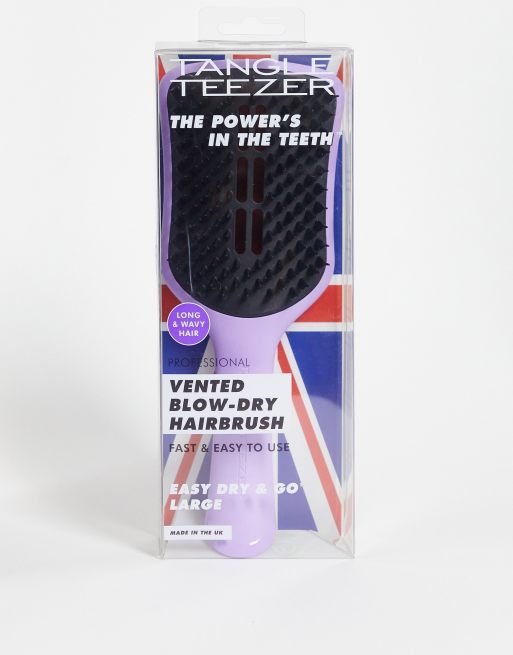 TANGLE
TEEZER
THE POWER'S
IN THE TEETH™
LONG
& WAVY
HAIR
PROFESSIONAL
VENTED
BLOW-DRY
HAIRBRUSH
FAST & EASY TO USE
EASY DRY & GO
LARGE
MADE IN THE UK